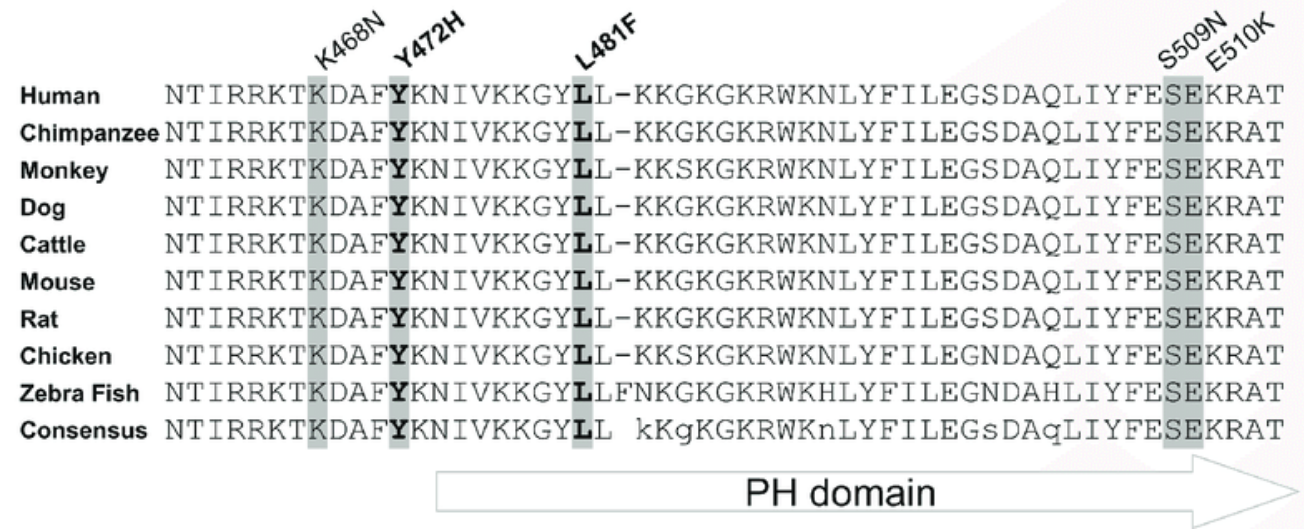 K468N Y472H L481F S509N E510K
Human NTIRRKTKDAFYKNIVKKGYLL-KKGKGKRWKNLYFILEGSDAQLIYFESEKRAT
Chimpanzee NTIRRKTKDAFYKNIVKKGYLL-KKGKGKRWKNLYFILEGSDAQLIYFESEKRAT
Monkey NTIRRKTKDAFYKNIVKKGYLL-KKSKGKRWKNLYFILEGSDAQLIYFESEKRAT
Dog NTIRRKTKDAFYKNIVKKGYLL-KKGKGKRWKNLYFILEGSDAQLIYFESEKRAT
Cattle NTIRRKTKDAFYKNIVKKGYLL-KKGKGKRWKNLYFILEGSDAQLIYFESEKRAT
Mouse NTIRRKTKDAFYKNIVKKGYLL-KKGKGKRWKNLYFILEGSDAQLIYFESEKRAT
Rat NTIRRKTKDAFYKNIVKKGYLL-KKGKGKRWKNLYFILEGSDAQLIYFESEKRAT
Chicken NTIRRKTKDAFYKNIVKKGYLL-KKSKGKRWKNLYFILEGNDAQLIYFESEKRAT
Zebra Fish NTIRRKTKDAFYKNIVKKGYLLFNKGKGKRWKHLYFILEGNDAHLIYFESEKRAT
Consensus NTIRRKTKDAFYKNIVKKGYLL kKgKGKRWKnLYFILEGsDAqLIYFESEKRAT
PH domain